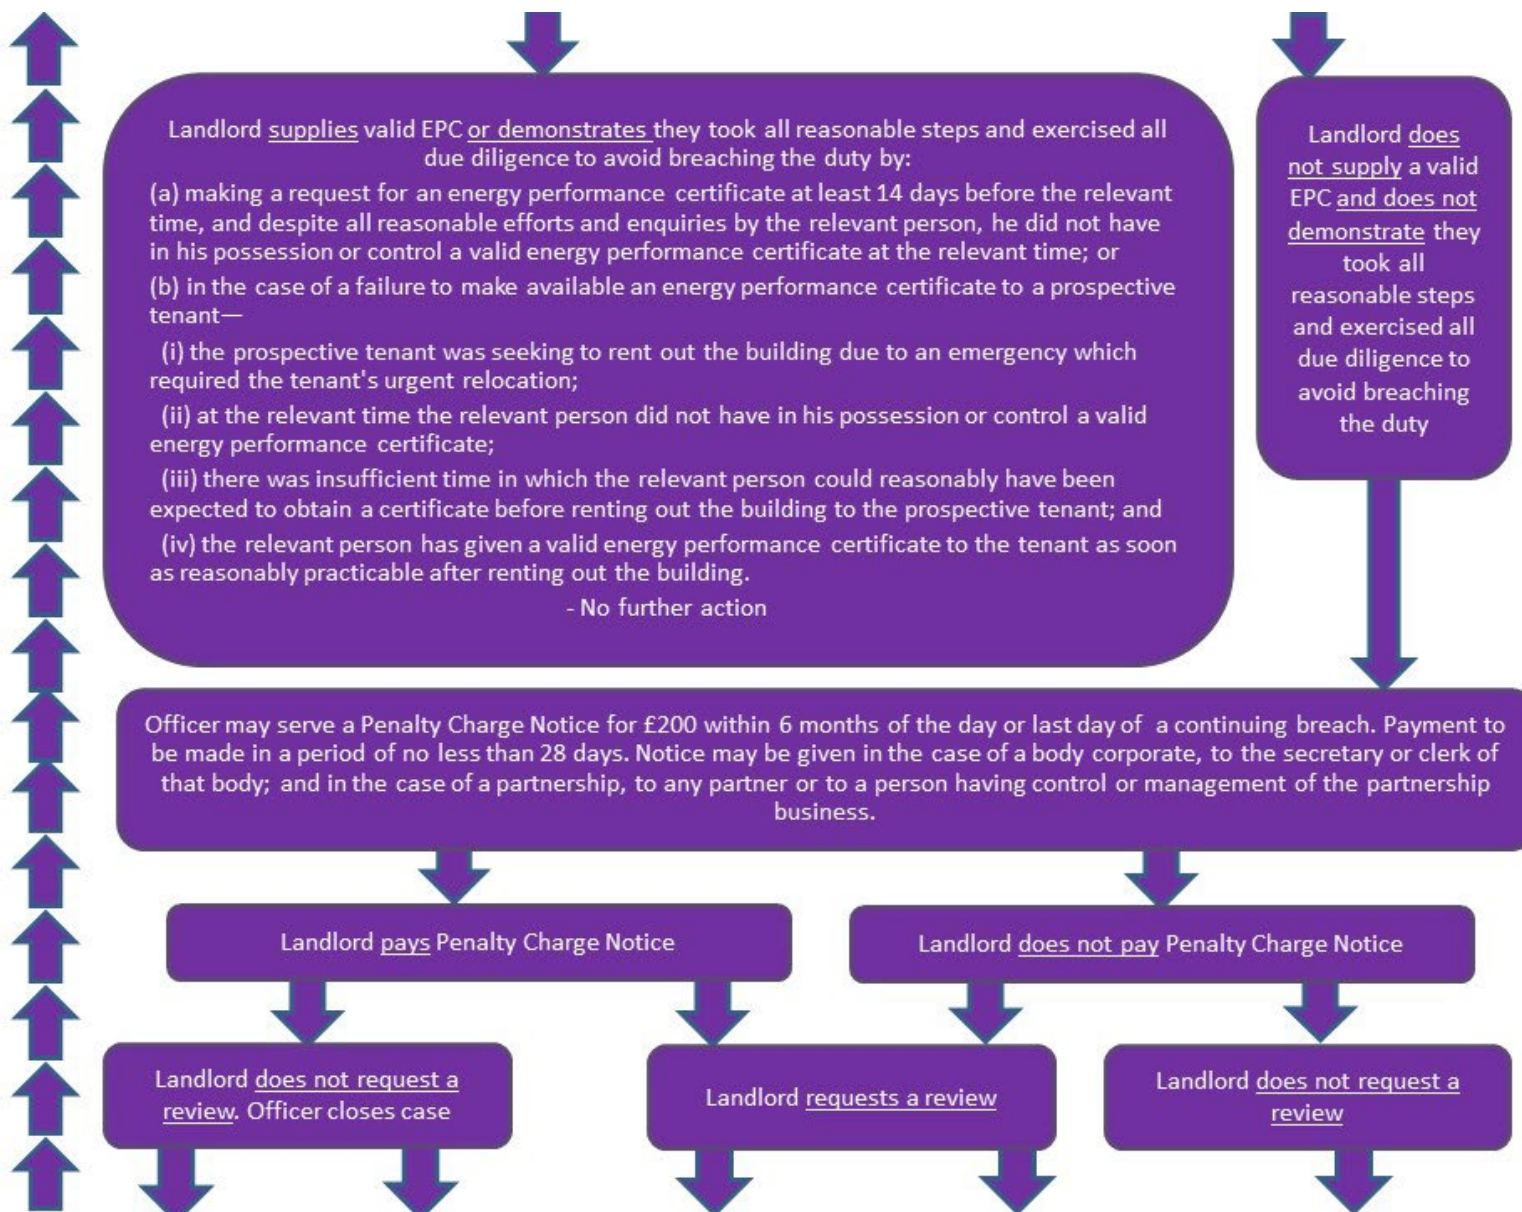 Landlord supplies valid EPC or demonstrates they took all reasonable steps and exercised all
due diligence to avoid breaching the duty by:
(a) making a request for an energy performance certificate at least 14 days before the relevant
time, and despite all reasonable efforts and enquiries by the relevant person, he did not have
in his possession or control a valid energy performance certificate at the relevant time; or
(b) in the case of a failure to make available an energy performance certificate to a prospective
tenant—
(i) the prospective tenant was seeking to rent out the building due to an emergency which
required the tenant's urgent relocation;
(ii) at the relevant time the relevant person did not have in his possession or control a valid
energy performance certificate;
(iii) there was insufficient time in which the relevant person could reasonably have been
expected to obtain a certificate before renting out the building to the prospective tenant; and
(iv) the relevant person has given a valid energy performance certificate to the tenant as soon
as reasonably practicable after renting out the building.
- No further action
Landlord does
not supply a valid
EPC and does not
demonstrate they
took all
reasonable steps
and exercised all
due diligence to
avoid breaching
the duty
Officer may serve a Penalty Charge Notice for £200 within 6 months of the day or last day of a continuing breach. Payment to
be made in a period of no less than 28 days. Notice may be given in the case of a body corporate, to the secretary or clerk of
that body; and in the case of a partnership, to any partner or to a person having control or management of the partnership
business.
Landlord pays Penalty Charge Notice
Landlord does not pay Penalty Charge Notice
Landlord does not request a
review. Officer closes case
Landlord requests a review
Landlord does not request a
review